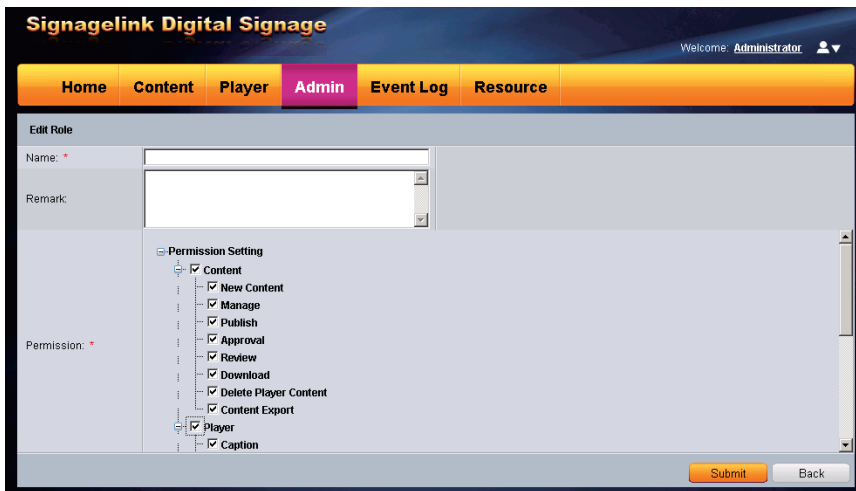 Signagelink Digital Signage
Welcome: Administrator
Home Content Player Admin Event Log Resource
Edit Role
Name: *
Remark:
Permission: *
Permission Setting
Content
New Content
Manage
Publish
Approval
Review
Download
Delete Player Content
Content Export
Player
Caption
Submit Back